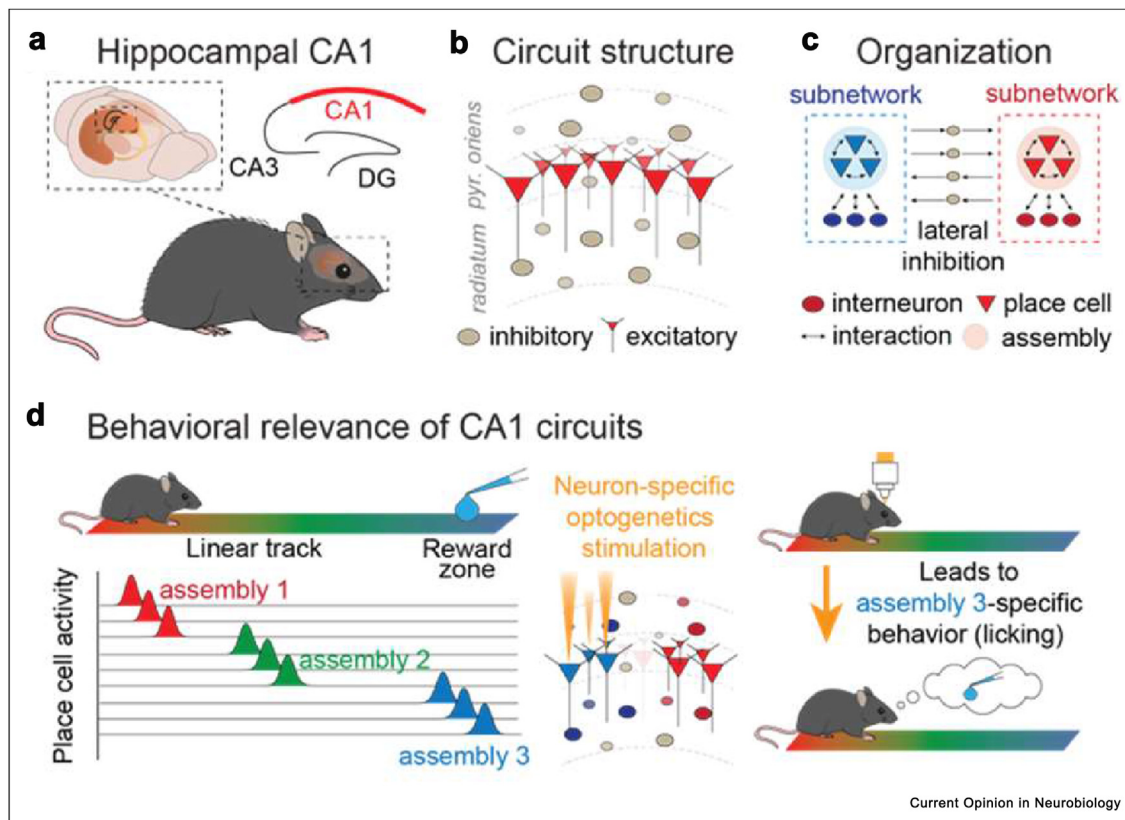 a
Hippocampal CA1
CA1
CA3
DG
b
Circuit structure
radiatum pyr. oriens
inhibitory
excitatory
c
Organization
subnetwork
subnetwork
lateral
inhibition
interneuron
place cell
interaction
assembly
d
Behavioral relevance of CA1 circuits
Linear track
Reward
zone
Place cell activity
assembly 1
assembly 2
assembly 3
Neuron-specific
optogenetics
stimulation
Leads to
assembly 3-specific
behavior (licking)
Current Opinion in Neurobiology